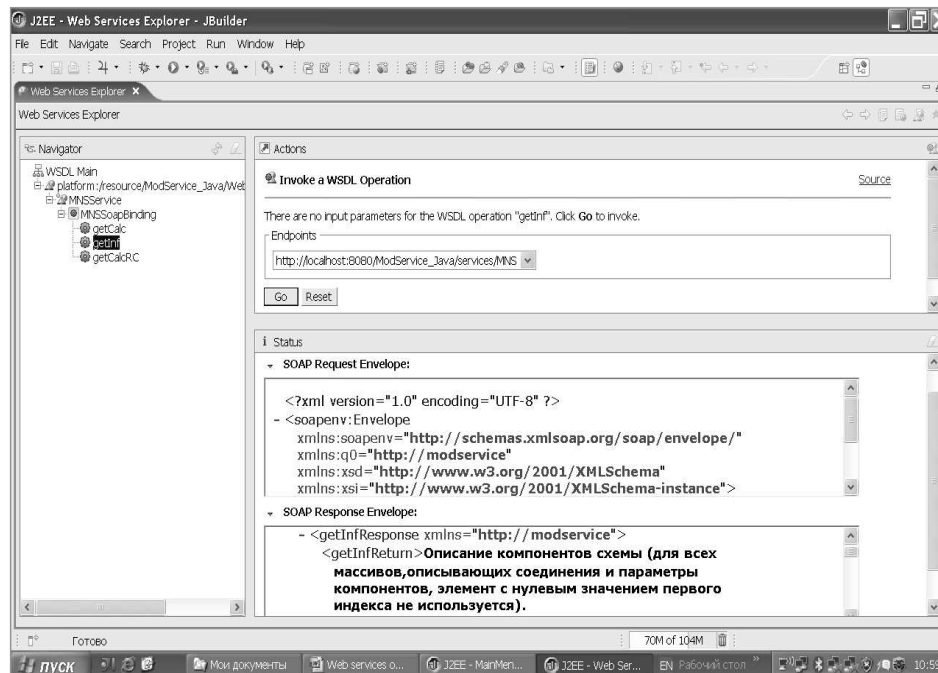 J2EE - Web Services Explorer - JBuilder
File Edit Navigate Search Project Run Window Help
Web Services Explorer
Web Services Explorer
Navigator
WSDL Main
platform:/resource/ModService_Java/Web
MNSService
MNSSoapBinding
getCalc
getInf
getCalcRC
Actions
Invoke a WSDL Operation
Source
There are no input parameters for the WSDL operation "getInf". Click Go to invoke.
Endpoints
http://localhost:8080/ModService_Java/services/MNS
Go Reset
i Status
SOAP Request Envelope:
<?xml version="1.0" encoding="UTF-8" ?>
- <soapenv:Envelope
xmlns:soapenv="http://schemas.xmlsoap.org/soap/envelope/"
xmlns:q0="http://modservice"
xmlns:xsd="http://www.w3.org/2001/XMLSchema"
xmlns:xsi="http://www.w3.org/2001/XMLSchema-instance">
SOAP Response Envelope:
- <getInfResponse xmlns="http://modservice">
<getInfReturn>Описание компонентов схемы (для всех
массивов,описывающих соединения и параметры
компонентов, элемент с нулевым значением первого
индекса не используется).
Готово
70M of 104M
пуск
Мои документы
Web services o...
J2EE - MainMen...
J2EE - Web Ser...
EN Рабочий стол
10:59